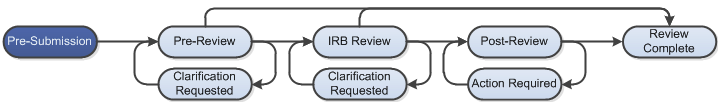 Pre-Submission
Pre-Review
IRB Review
Post-Review
Review
Complete
Clarification
Requested
Clarification
Requested
Action Required